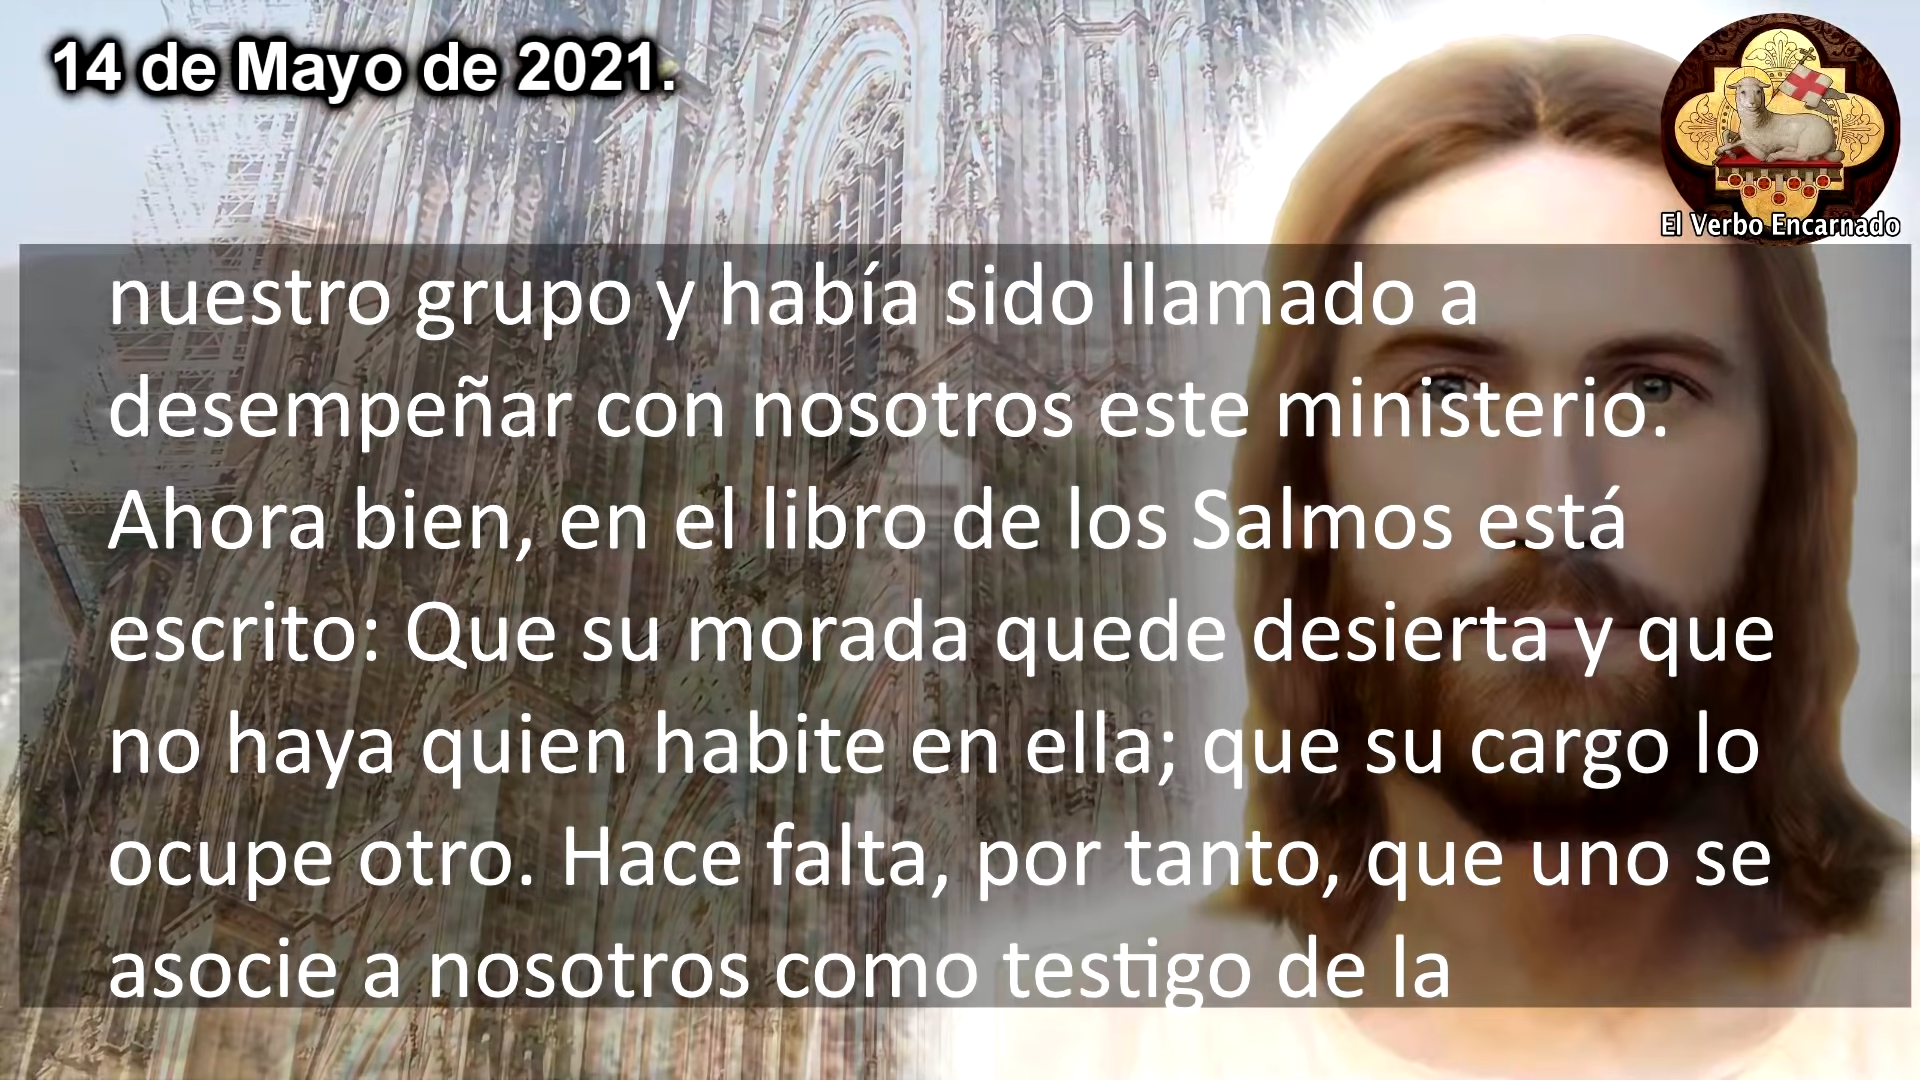 14 de Mayo de 2021.
El Verbo Encarnado
nuestro grupo y había sido llamado a
desempeñar con nosotros este ministerio.
Ahora bien, en el libro de los Salmos está
escrito: Que su morada quede desierta y que
no haya quien habite en ella; que su cargo lo
ocupe otro. Hace falta, por tanto, que uno se
asocie a nosotros como testigo de la